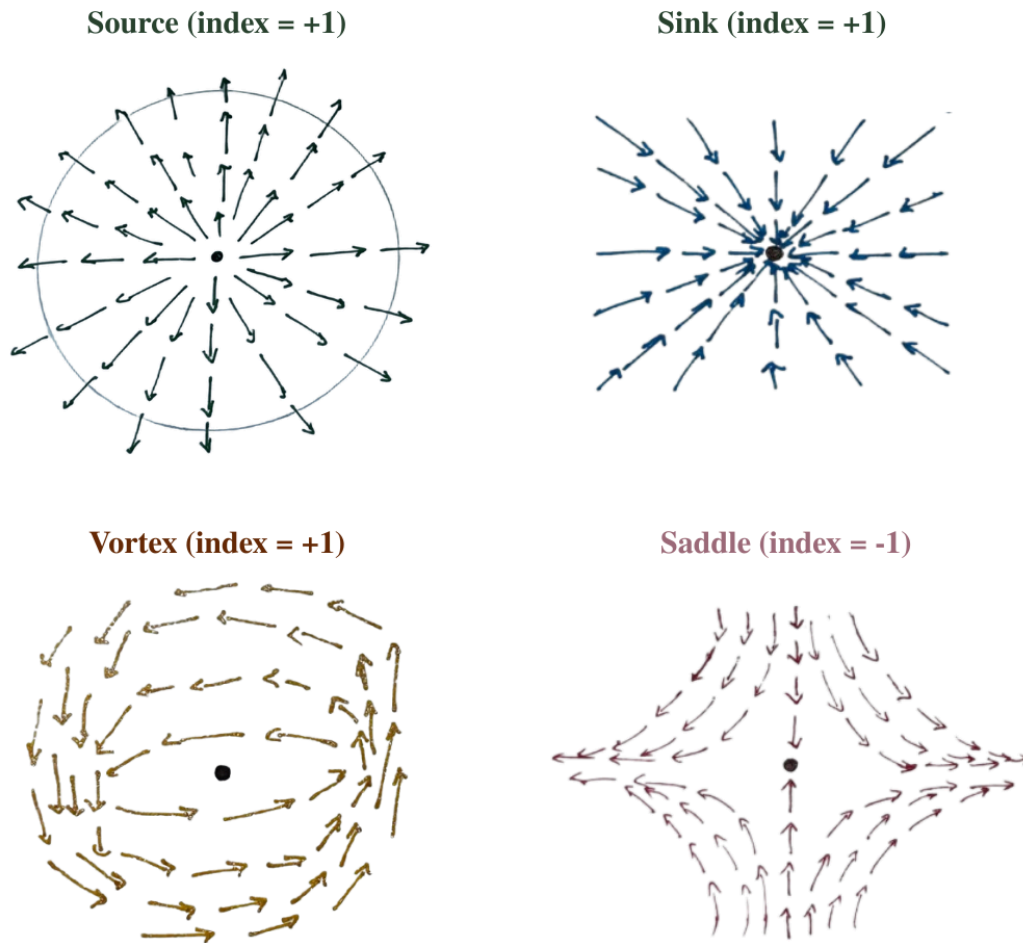 Source (index = +1)
Sink (index = +1)
Vortex (index = +1)
Saddle (index = -1)